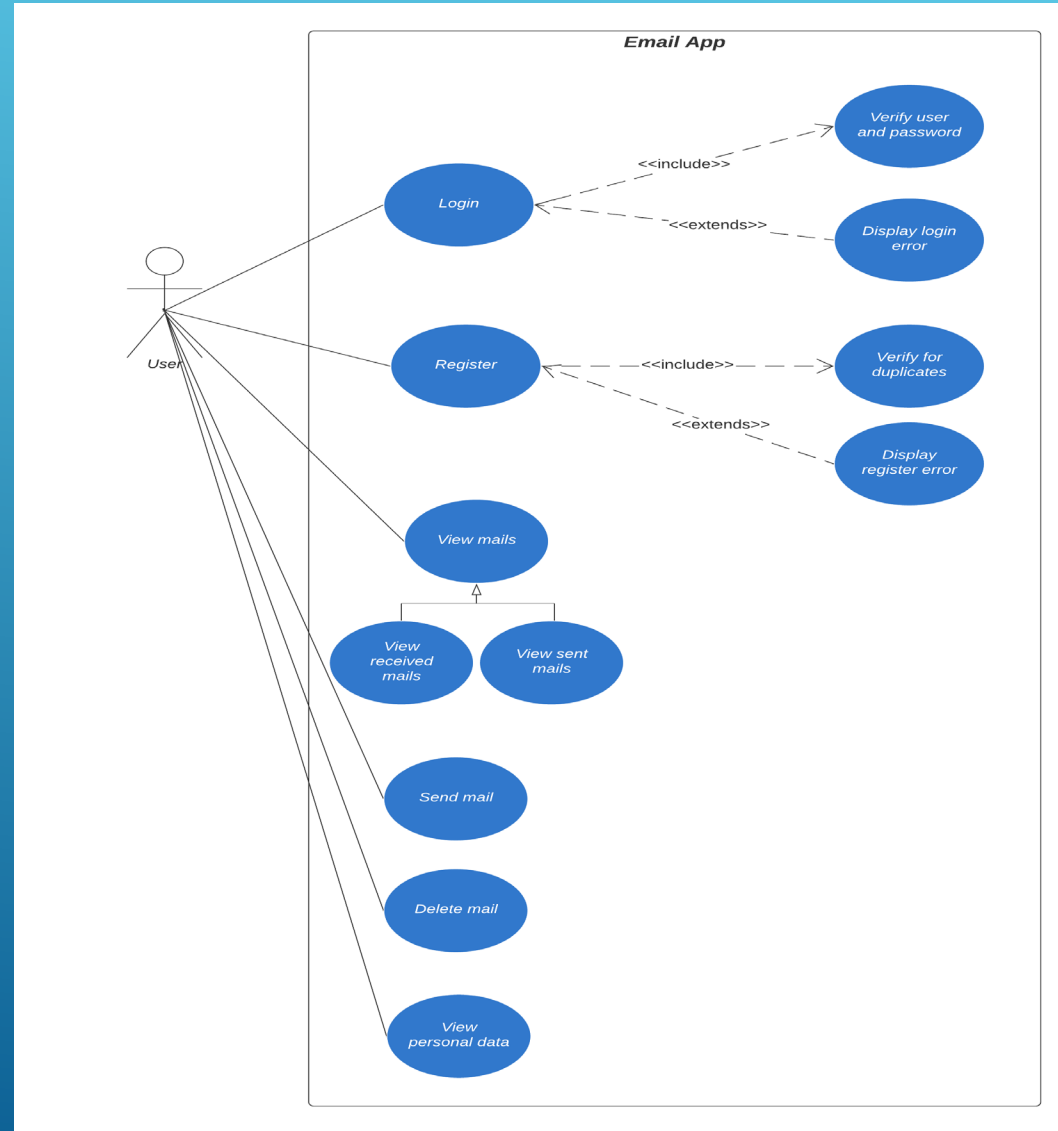 Email App
Verify user
and password
<<include>>
Login
<<extends>>
Display login
error
User
Register
<<include>>
Verify for
duplicates
<<extends>>
Display
register error
View mails
View
received
mails
View sent
mails
Send mail
Delete mail
View
personal data